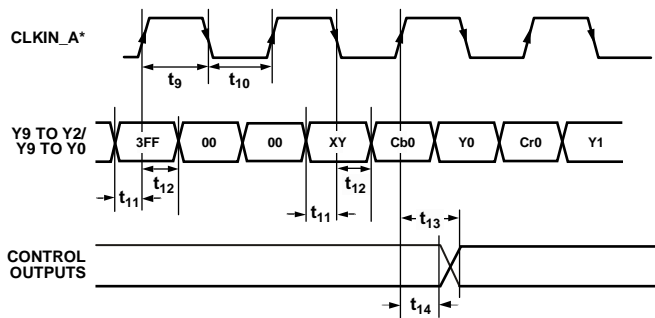 CLKIN_A*
t9
t10
Y9 TO Y2/
Y9 TO Y0
3FF
00
00
XY
Cb0
Y0
Cr0
Y1
t11
t12
t11
t12
t13
CONTROL
OUTPUTS
t14